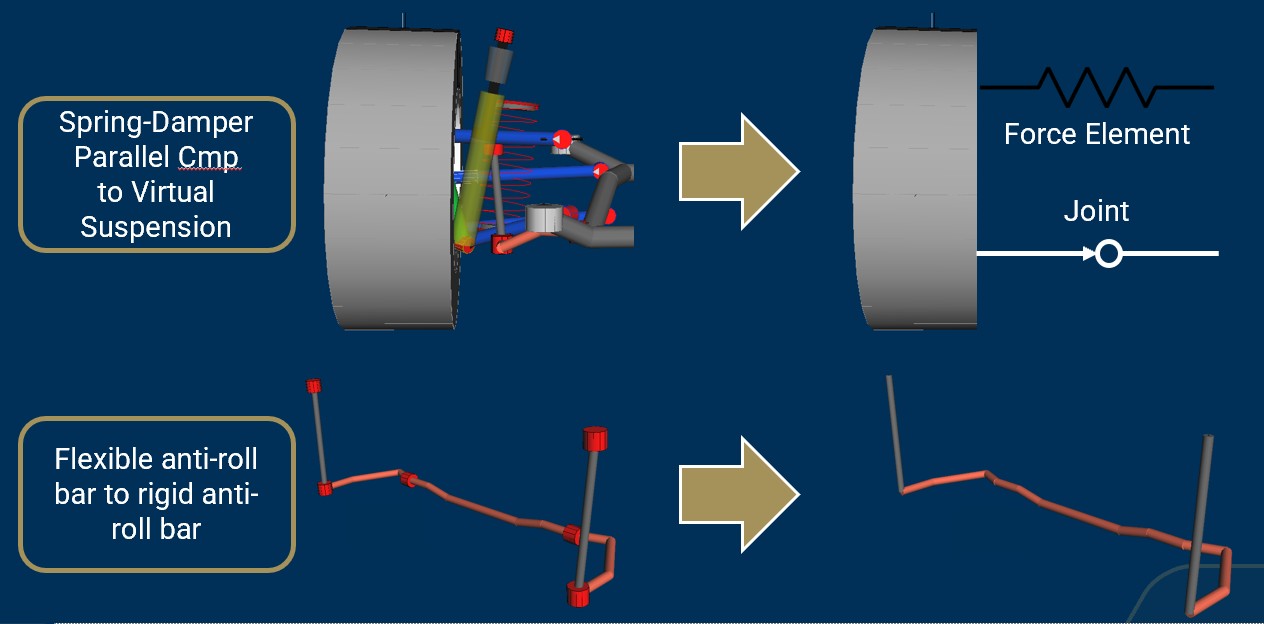 Spring-Damper
Parallel Cmp
to Virtual
Suspension
Force Element
Joint
Flexible anti-roll
bar to rigid anti-
roll bar